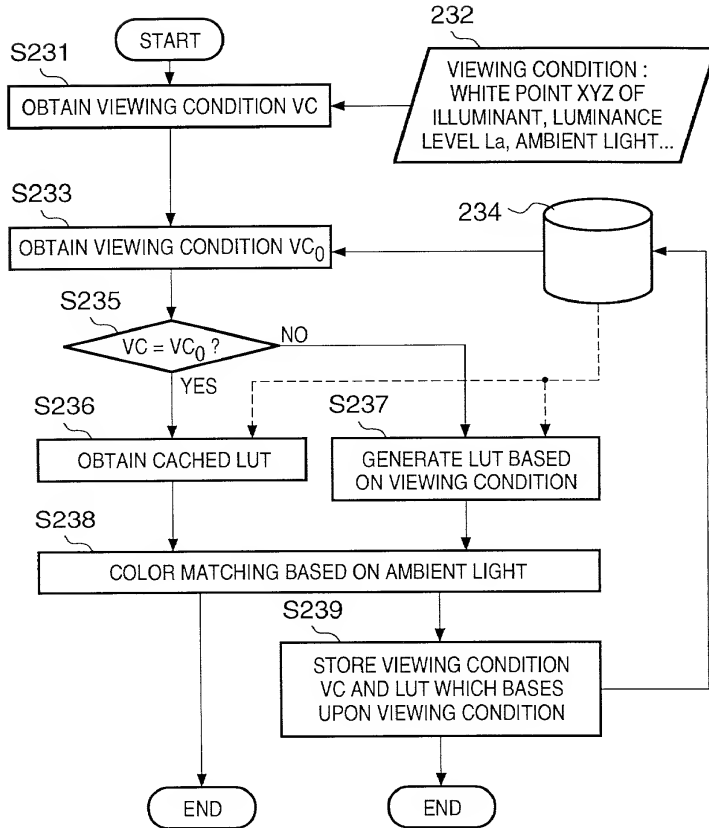 START
232
S231
VIEWING CONDITION :
WHITE POINT XYZ OF
ILLUMINANT, LUMINANCE
LEVEL La, AMBIENT LIGHT...
OBTAIN VIEWING CONDITION VC
S233
234
OBTAIN VIEWING CONDITION VC₀
S235
VC = VC₀ ?
NO
YES
S236
S237
OBTAIN CACHED LUT
GENERATE LUT BASED
ON VIEWING CONDITION
S238
COLOR MATCHING BASED ON AMBIENT LIGHT
S239
STORE VIEWING CONDITION
VC AND LUT WHICH BASES
UPON VIEWING CONDITION
END
END